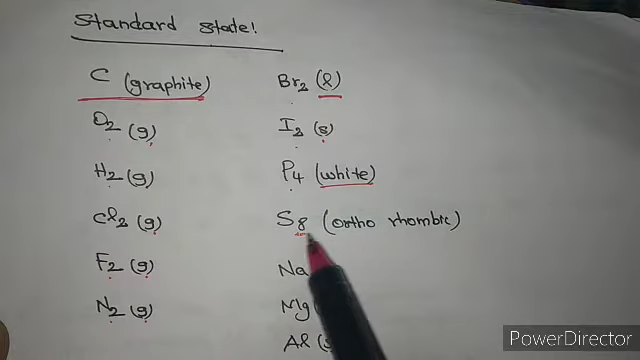 Standard state!
C (graphite)
O2 (g)
H2 (g)
Cl2 (g)
F2 (g)
N2 (g)
Br2 (l)
I2 (s)
P4 (white)
S8 (ortho rhombic)
Na
Mg
Al (s
PowerDirector